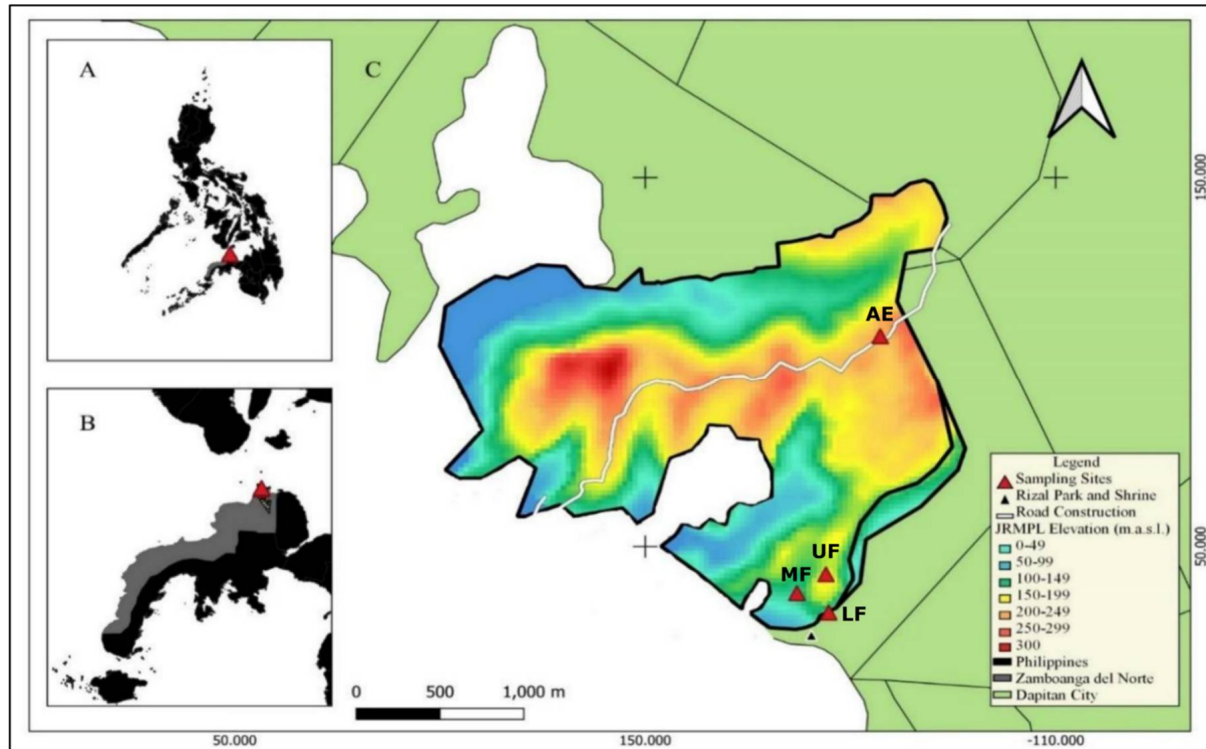 A
C
150.000
AE
B
Legend
Sampling Sites
Rizal Park and Shrine
Road Construction
JRMPL Elevation (m.a.s.l.)
0-49
50-99
100-149
150-199
200-249
250-299
300
Philippines
Zamboanga del Norte
Dapitan City
50.000
UF
MF
LF
0 500 1,000 m
50.000 150.000 -110.000